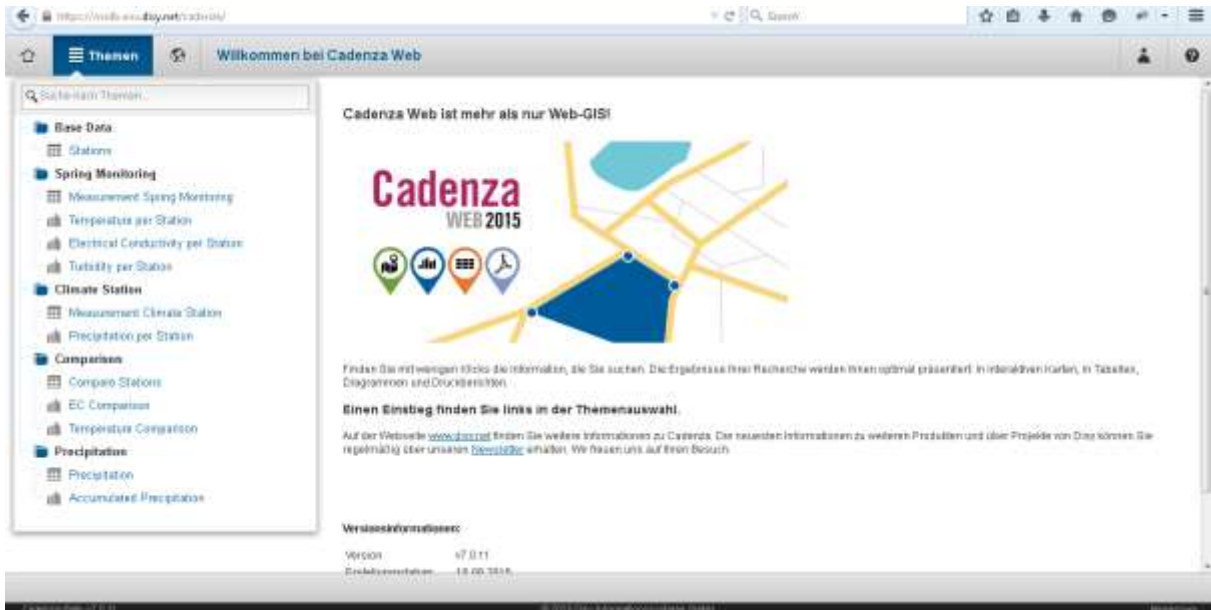 Search
Themen
Willkommen bei Cadenza Web
Suche nach Themen...
Base Data
Stations
Spring Monitoring
Measurement Spring Monitoring
Temperature per Station
Electrical Conductivity per Station
Turbidity per Station
Climate Station
Measurement Climate Station
Precipitation per Station
Comparison
Compare Stations
EC Comparison
Temperature Comparison
Precipitation
Precipitation
Accumulated Precipitation
Cadenza Web ist mehr als nur Web-GIS!
Cadenza
WEB 2015
Finden Sie mit wenigen Klicks die Information, die Sie suchen. Die Ergebnisse Ihrer Recherche werden Ihnen optimal präsentiert: in interaktiven Karten, in Tabellen,
Diagrammen und Druckberichten.
Einen Einstieg finden Sie links in der Themenauswahl.
Auf der Webseite www.disy.net finden Sie weitere Informationen zu Cadenza. Die neuesten Informationen zu weiteren Produkten und über Projekte von Disy können Sie
regelmäßig über unseren Newsletter erhalten. Wir freuen uns auf Ihren Besuch.
Versionsinformationen:
Version v7.0.11
Erstellungsdatum